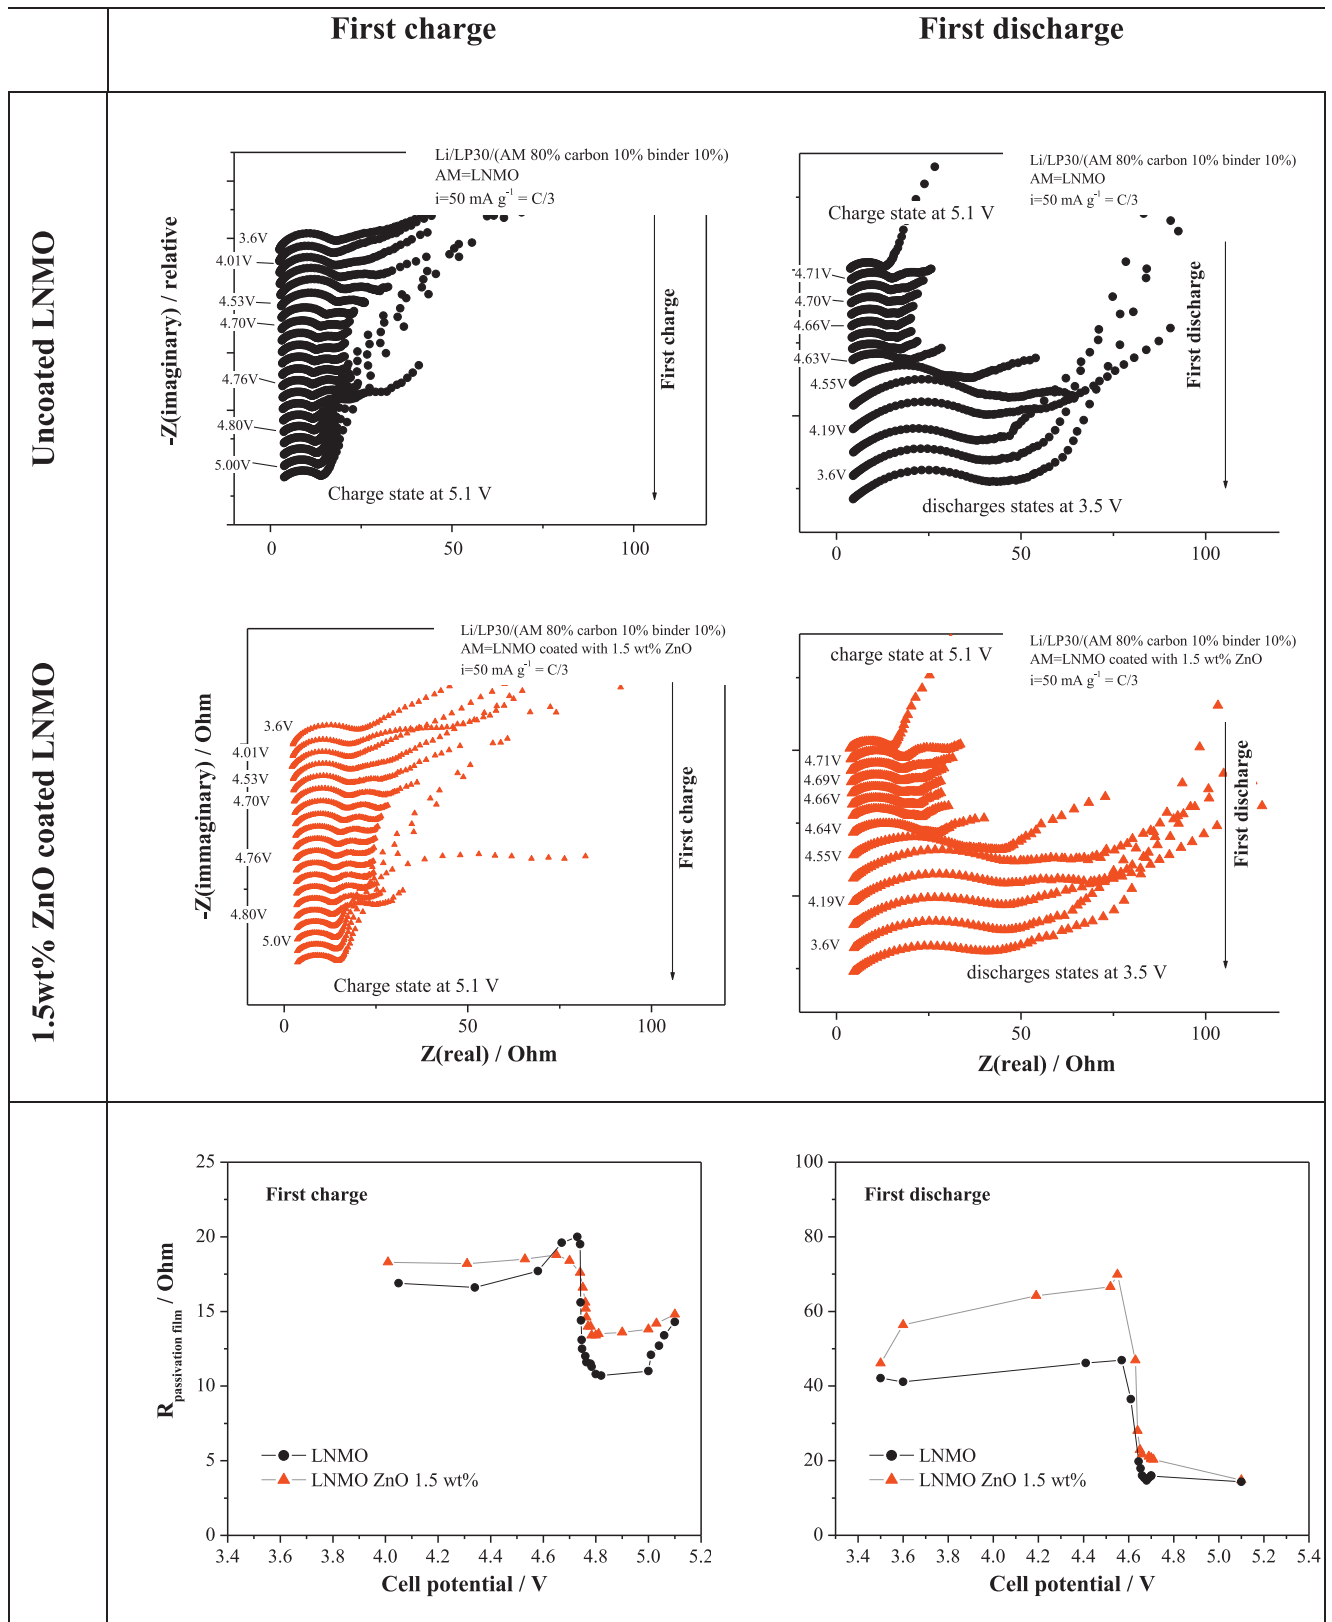 First charge
First discharge
Uncoated LNMO
-Z(imaginary) / relative
Li/LP30/(AM 80% carbon 10% binder 10%)
AM=LNMO
i=50 mA g-1 = C/3
3.6V
4.01V
4.53V
4.70V
4.76V
4.80V
5.00V
First charge
Charge state at 5.1 V
0
50
100
Li/LP30/(AM 80% carbon 10% binder 10%)
AM=LNMO
i=50 mA g-1 = C/3
Charge state at 5.1 V
4.71V
4.70V
4.66V
4.63V
4.55V
4.19V
3.6V
First discharge
discharges states at 3.5 V
0
50
100
1.5wt% ZnO coated LNMO
-Z(immaginary) / Ohm
Li/LP30/(AM 80% carbon 10% binder 10%)
AM=LNMO coated with 1.5 wt% ZnO
i=50 mA g-1 = C/3
3.6V
4.01V
4.53V
4.70V
4.76V
4.80V
5.0V
First charge
Charge state at 5.1 V
0
50
100
Z(real) / Ohm
charge state at 5.1 V
Li/LP30/(AM 80% carbon 10% binder 10%)
AM=LNMO coated with 1.5 wt% ZnO
i=50 mA g-1 = C/3
4.71V
4.69V
4.66V
4.64V
4.55V
4.19V
3.6V
First discharge
discharges states at 3.5 V
0
50
100
Z(real) / Ohm
R passivation film / Ohm
25
20
15
10
5
0
First charge
LNMO
LNMO ZnO 1.5 wt%
3.4 3.6 3.8 4.0 4.2 4.4 4.6 4.8 5.0 5.2
Cell potential / V
100
80
60
40
20
0
First discharge
LNMO
LNMO ZnO 1.5 wt%
3.4 3.6 3.8 4.0 4.2 4.4 4.6 4.8 5.0 5.2 5.4
Cell potential / V